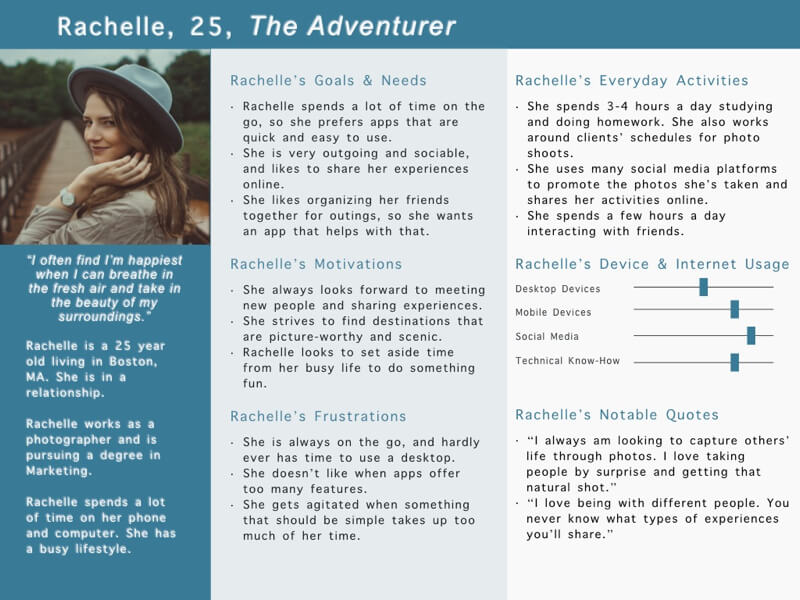 Rachelle, 25, The Adventurer
"I often find I'm happiest
when I can breathe in
the fresh air and take in
the beauty of my
surroundings."
Rachelle is a 25 year
old living in Boston,
MA. She is in a
relationship.
Rachelle works as a
photographer and is
pursuing a degree in
Marketing.
Rachelle spends a lot
of time on her phone
and computer. She has
a busy lifestyle.
Rachelle's Goals & Needs
· Rachelle spends a lot of time on the
go, so she prefers apps that are
quick and easy to use.
· She is very outgoing and sociable,
and likes to share her experiences
online.
· She likes organizing her friends
together for outings, so she wants
an app that helps with that.
Rachelle's Motivations
· She always looks forward to meeting
new people and sharing experiences.
· She strives to find destinations that
are picture-worthy and scenic.
· Rachelle looks to set aside time
from her busy life to do something
fun.
Rachelle's Frustrations
· She is always on the go, and hardly
ever has time to use a desktop.
· She doesn't like when apps offer
too many features.
· She gets agitated when something
that should be simple takes up too
much of her time.
Rachelle's Everyday Activities
· She spends 3-4 hours a day studying
and doing homework. She also works
around clients' schedules for photo
shoots.
· She uses many social media platforms
to promote the photos she's taken and
shares her activities online.
· She spends a few hours a day
interacting with friends.
Rachelle's Device & Internet Usage
Desktop Devices
Mobile Devices
Social Media
Technical Know-How
Rachelle's Notable Quotes
· "I always am looking to capture others'
life through photos. I love taking
people by surprise and getting that
natural shot."
· "I love being with different people. You
never know what types of experiences
you'll share."